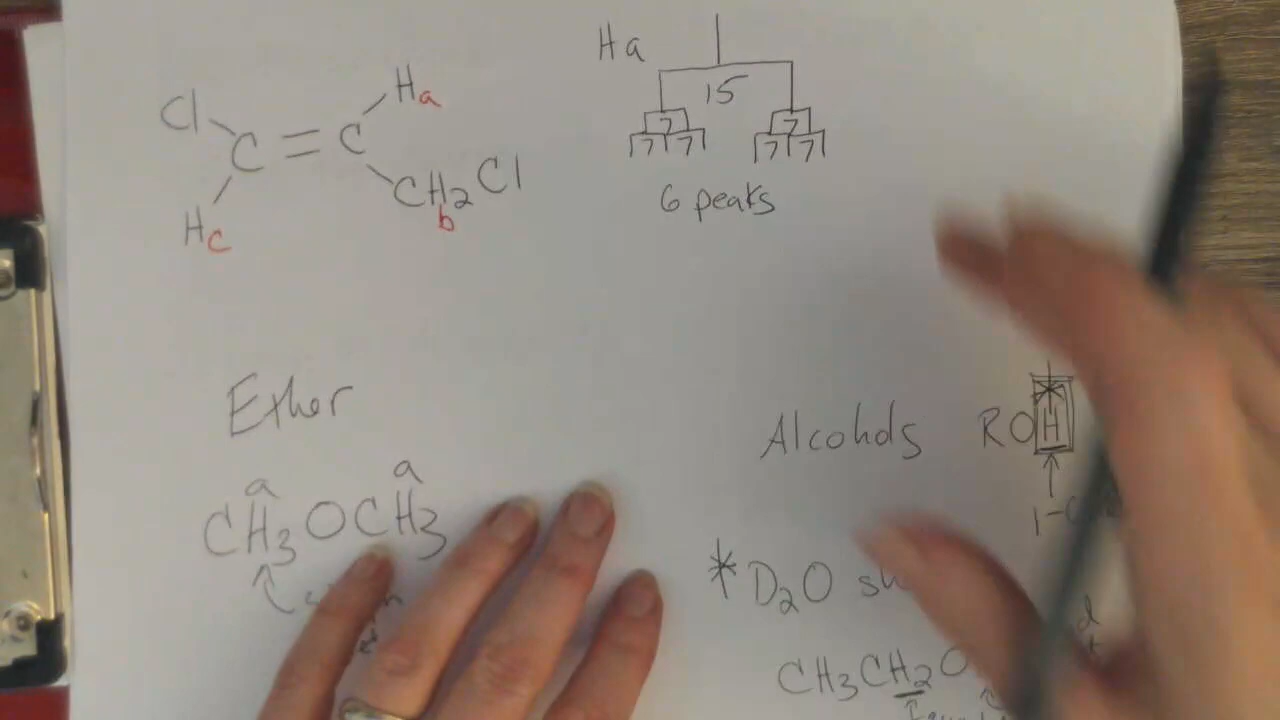 Ha
Cl
Ha
C = C
15
7 7
7 7 7 7
CH2Cl
b
Hc
6 peaks
Ether
Alcohols ROH
a a
CH3OCH3
*D2O
CH3CH2O